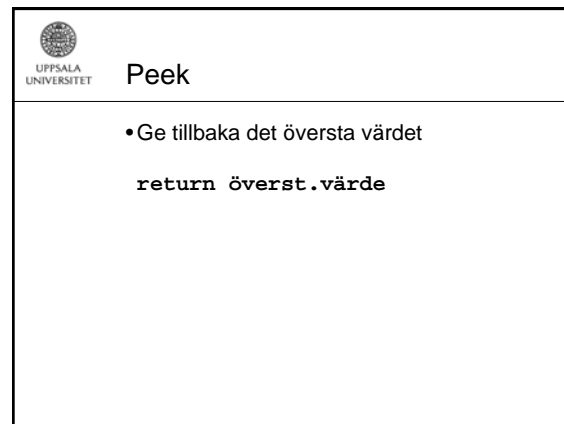 UPPSALA
UNIVERSITET
Peek
•Ge tillbaka det översta värdet
return överst.värde